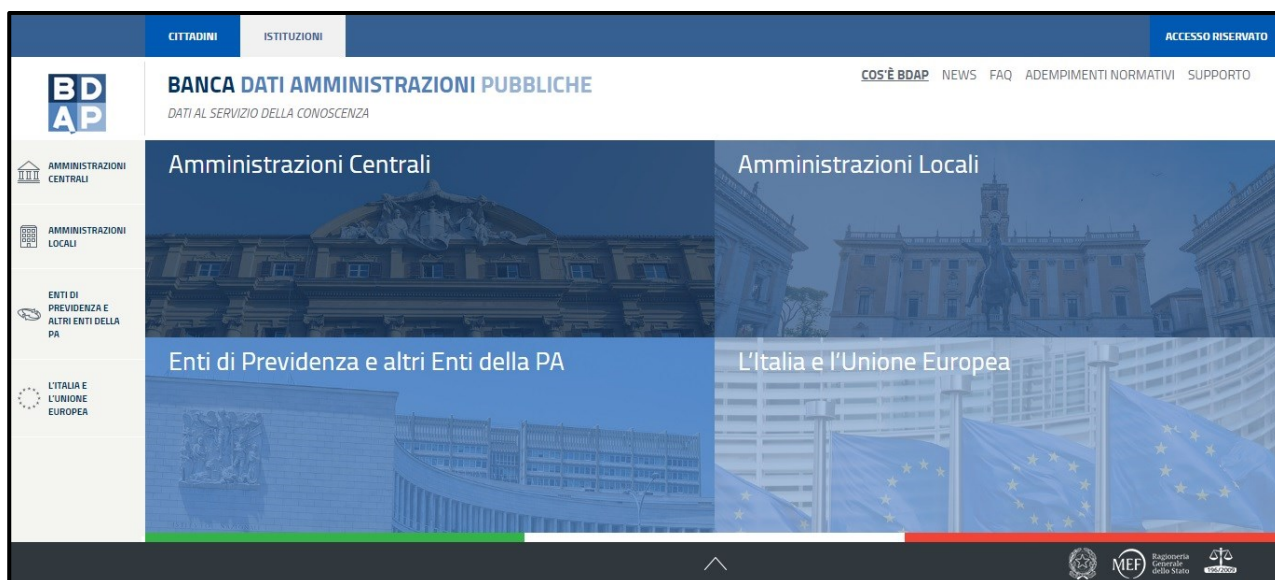 CITTADINI
ISTITUZIONI
ACCESSO RISERVATO
BD
AP
BANCA DATI AMMINISTRAZIONI PUBBLICHE
DATI AL SERVIZIO DELLA CONOSCENZA
COS'È BDAP NEWS FAQ ADEMPIMENTI NORMATIVI SUPPORTO
AMMINISTRAZIONI
CENTRALI
AMMINISTRAZIONI
LOCALI
ENTI DI
PREVIDENZA E
ALTRI ENTI DELLA
PA
L'ITALIA E
L'UNIONE
EUROPEA
Amministrazioni Centrali
Amministrazioni Locali
Enti di Previdenza e altri Enti della PA
L'Italia e l'Unione Europea
MEF
Ragioneria
Generale
dello Stato
196/2009